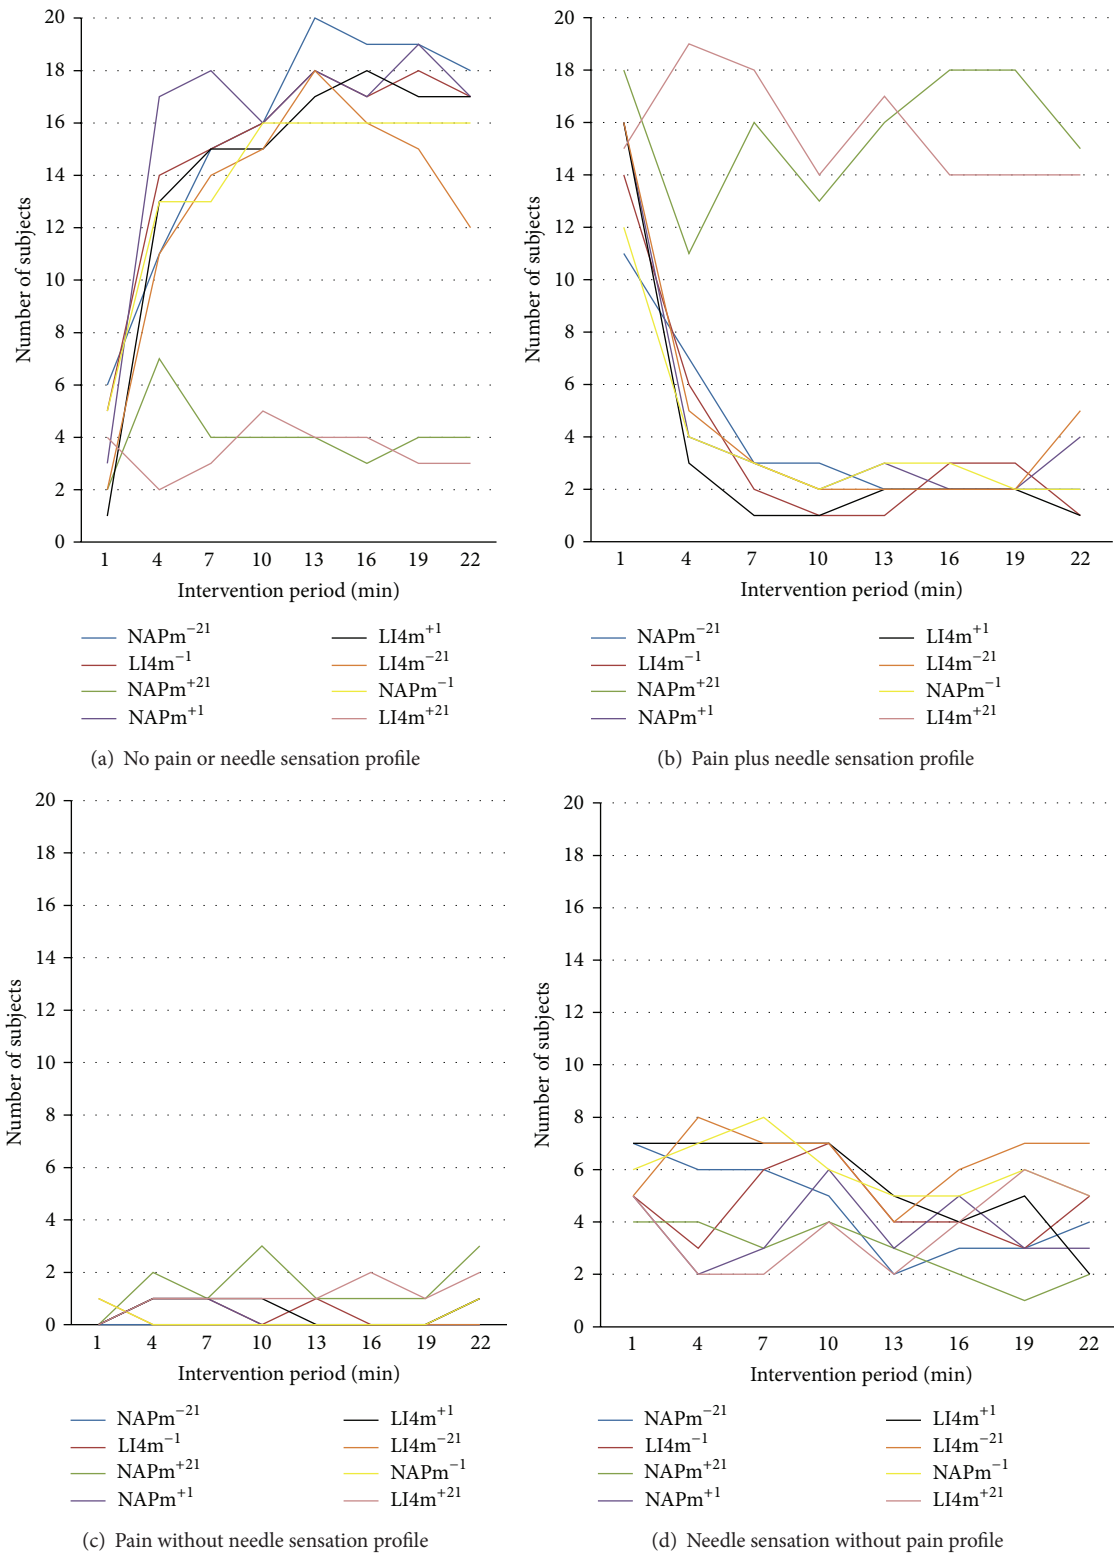 20
18
16
14
12
10
8
6
4
2
0
Number of subjects
1 4 7 10 13 16 19 22
Intervention period (min)
NAPm−21 LI4m+1
LI4m−1 LI4m−21
NAPm+21 NAPm−1
NAPm+1 LI4m+21
(a) No pain or needle sensation profile
20
18
16
14
12
10
8
6
4
2
0
Number of subjects
1 4 7 10 13 16 19 22
Intervention period (min)
NAPm−21 LI4m+1
LI4m−1 LI4m−21
NAPm+21 NAPm−1
NAPm+1 LI4m+21
(b) Pain plus needle sensation profile
20
18
16
14
12
10
8
6
4
2
0
Number of subjects
1 4 7 10 13 16 19 22
Intervention period (min)
NAPm−21 LI4m+1
LI4m−1 LI4m−21
NAPm+21 NAPm−1
NAPm+1 LI4m+21
(c) Pain without needle sensation profile
20
18
16
14
12
10
8
6
4
2
0
Number of subjects
1 4 7 10 13 16 19 22
Intervention period (min)
NAPm−21 LI4m+1
LI4m−1 LI4m−21
NAPm+21 NAPm−1
NAPm+1 LI4m+21
(d) Needle sensation without pain profile